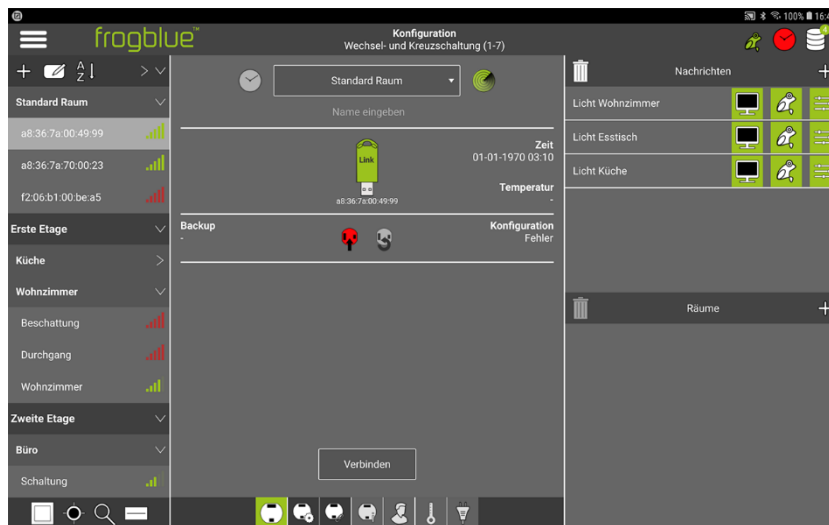 100% 16:4
frogblue™
Konfiguration
Wechsel- und Kreuzschaltung (1-7)
4
A
Z
Standard Raum
a8:36:7a:00:49:99
a8:36:7a:70:00:23
f2:06:b1:00:be:a5
Erste Etage
Küche
Wohnzimmer
Beschattung
Durchgang
Wohnzimmer
Zweite Etage
Büro
Schaltung
Standard Raum
Name eingeben
Link
a8:36:7a:00:49:99
Zeit
01-01-1970 03:10
Temperatur
-
Backup
-
Konfiguration
Fehler
Verbinden
Nachrichten
Licht Wohnzimmer
Licht Esstisch
Licht Küche
Räume